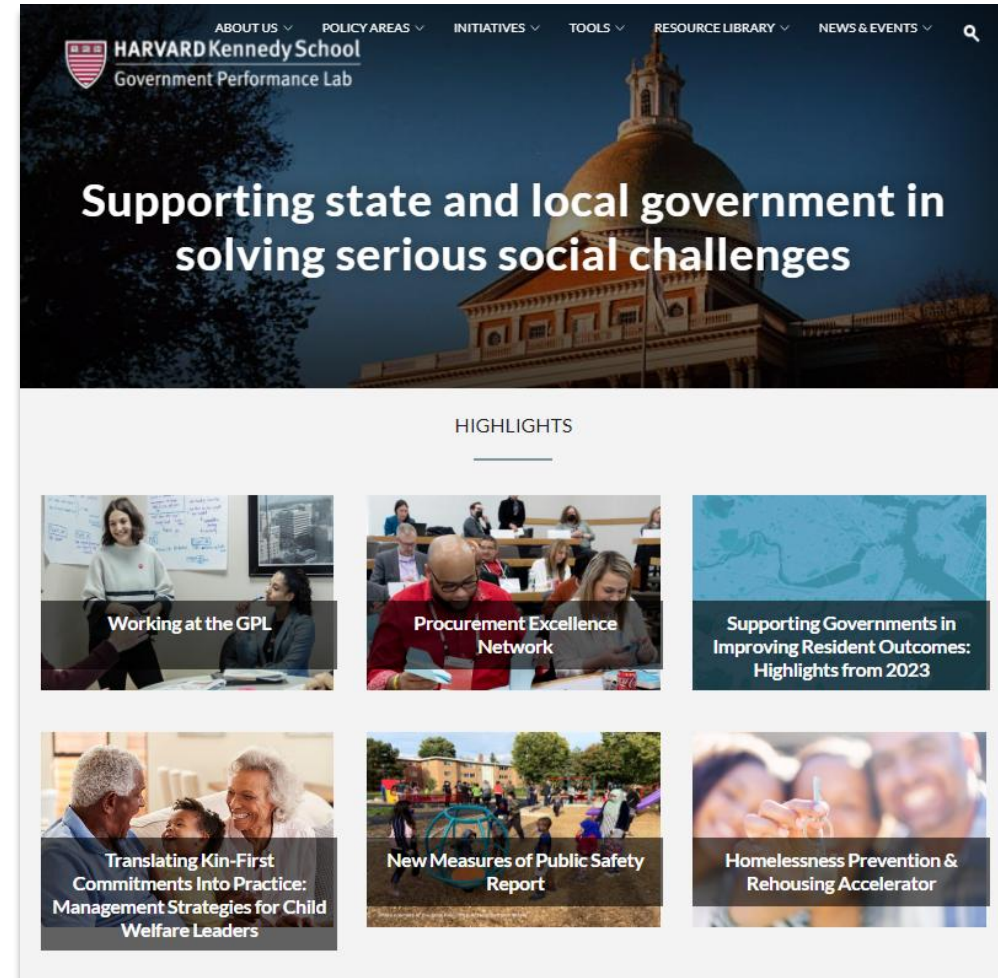 ABOUT US
POLICY AREAS
INITIATIVES
TOOLS
RESOURCE LIBRARY
NEWS & EVENTS
HARVARD Kennedy School
Government Performance Lab
Supporting state and local government in
solving serious social challenges
HIGHLIGHTS
Working at the GPL
Procurement Excellence
Network
Supporting Governments in
Improving Resident Outcomes:
Highlights from 2023
Translating Kin-First
Commitments Into Practice:
Management Strategies for Child
Welfare Leaders
New Measures of Public Safety
Report
Homelessness Prevention &
Rehousing Accelerator